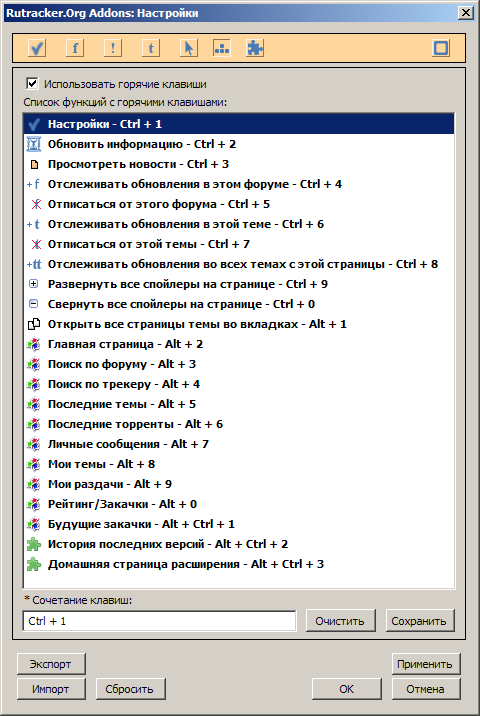 Rutracker.Org Addons: Настройки
f ! t
Использовать горячие клавиши
Список функций с горячими клавишами:
Настройки - Ctrl + 1
Обновить информацию - Ctrl + 2
Просмотреть новости - Ctrl + 3
+f Отслеживать обновления в этом форуме - Ctrl + 4
Отписаться от этого форума - Ctrl + 5
+t Отслеживать обновления в этой теме - Ctrl + 6
Отписаться от этой темы - Ctrl + 7
+tt Отслеживать обновления во всех темах с этой страницы - Ctrl + 8
Развернуть все спойлеры на странице - Ctrl + 9
Свернуть все спойлеры на странице - Ctrl + 0
Открыть все страницы темы во вкладках - Alt + 1
Главная страница - Alt + 2
Поиск по форуму - Alt + 3
Поиск по трекеру - Alt + 4
Последние темы - Alt + 5
Последние торренты - Alt + 6
Личные сообщения - Alt + 7
Мои темы - Alt + 8
Мои раздачи - Alt + 9
Рейтинг/Закачки - Alt + 0
Будущие закачки - Alt + Ctrl + 1
История последних версий - Alt + Ctrl + 2
Домашняя страница расширения - Alt + Ctrl + 3
* Сочетание клавиш:
Ctrl + 1 Очистить Сохранить
Экспорт Применить
Импорт Сбросить OK Отмена